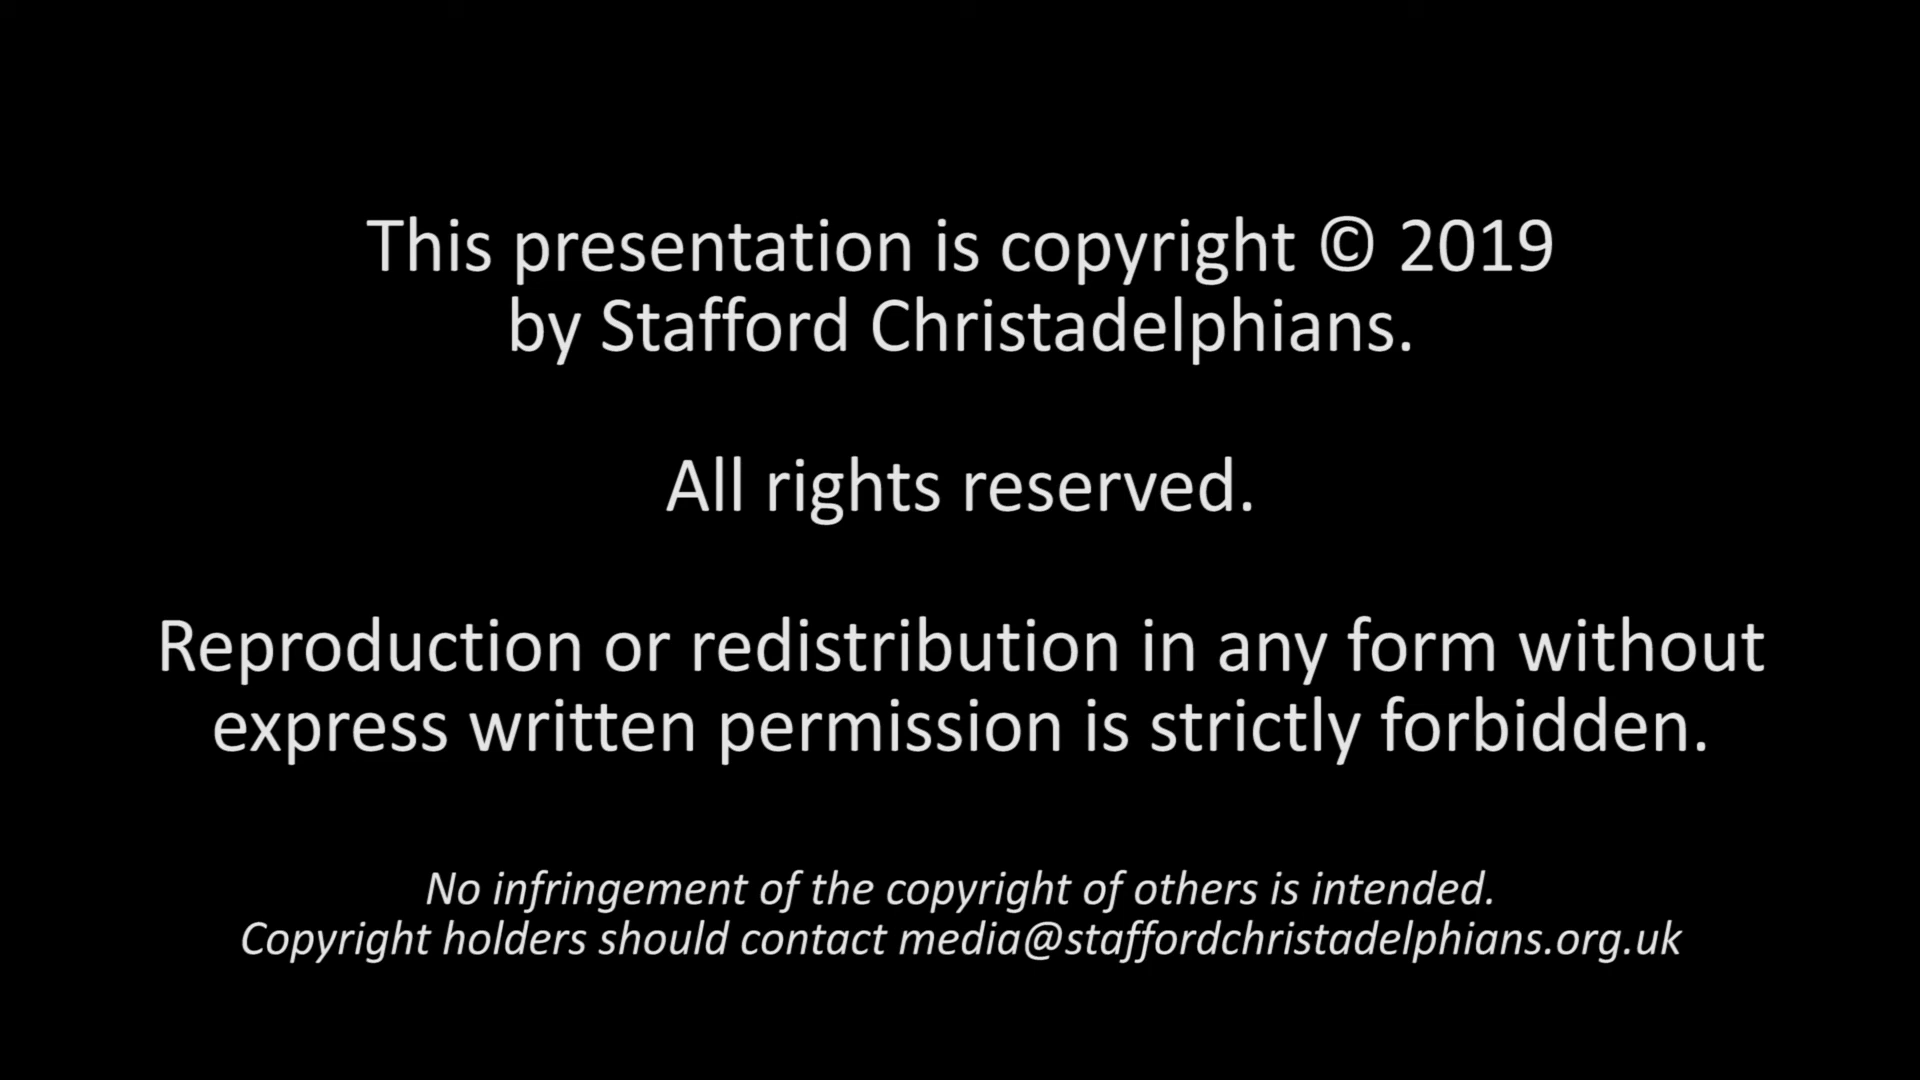 This presentation is copyright © 2019
by Stafford Christadelphians.
All rights reserved.
Reproduction or redistribution in any form without
express written permission is strictly forbidden.
No infringement of the copyright of others is intended.
Copyright holders should contact media@staffordchristadelphians.org.uk